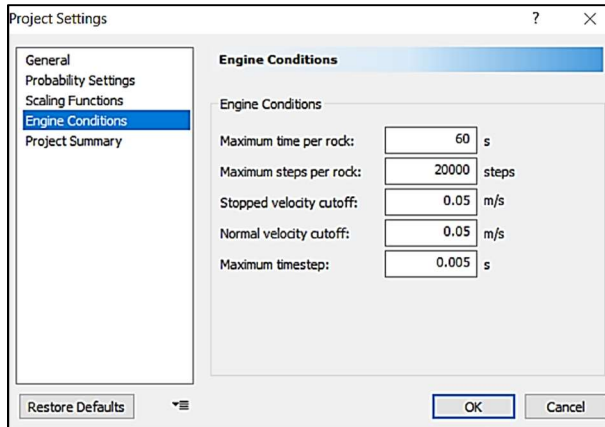 Project Settings ? ×
General
Probability Settings
Scaling Functions
Engine Conditions
Project Summary
Engine Conditions
Engine Conditions
Maximum time per rock: 60 s
Maximum steps per rock: 20000 steps
Stopped velocity cutoff: 0.05 m/s
Normal velocity cutoff: 0.05 m/s
Maximum timestep: 0.005 s
Restore Defaults
OK
Cancel